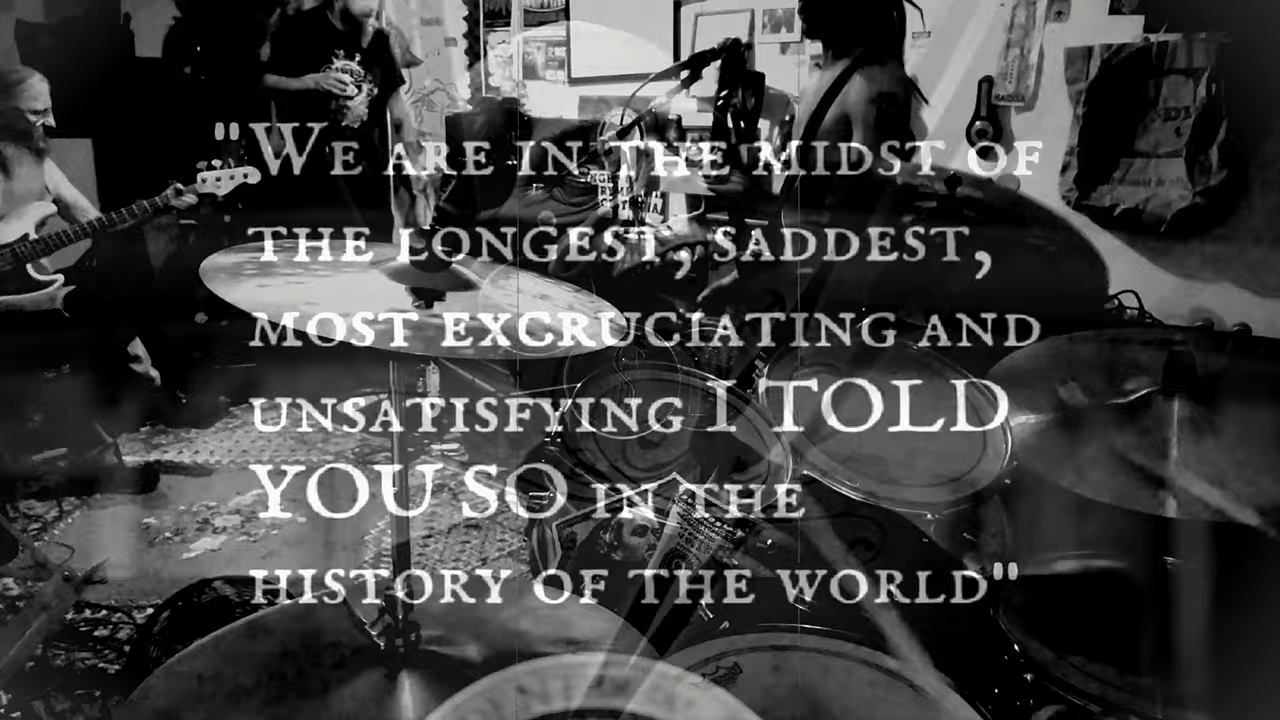 "WE ARE IN THE MIDST OF
THE LONGEST, SADDEST,
MOST EXCRUCIATING AND
UNSATISFYING I TOLD
YOU SO IN THE
HISTORY OF THE WORLD"